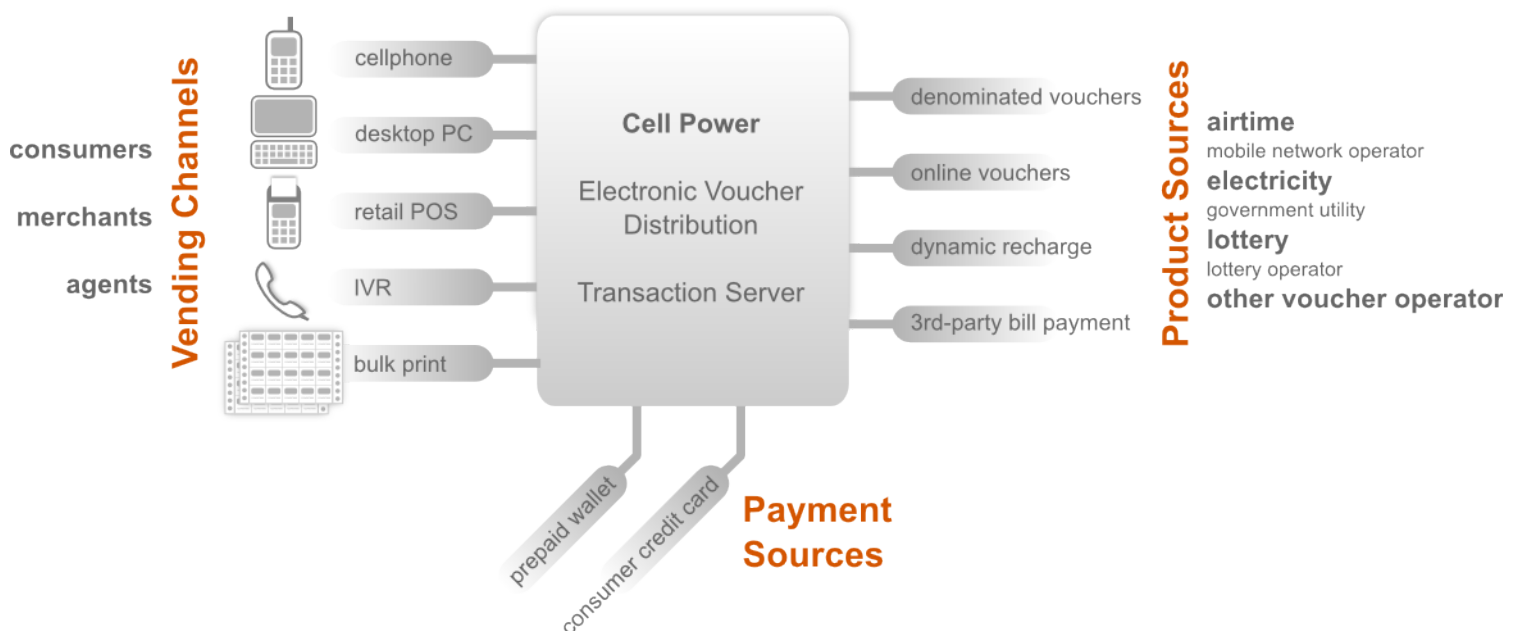 consumers
merchants
agents
Vending Channels
cellphone
desktop PC
retail POS
IVR
bulk print
Cell Power
Electronic Voucher
Distribution
Transaction Server
denominated vouchers
online vouchers
dynamic recharge
3rd-party bill payment
Product Sources
airtime
mobile network operator
electricity
government utility
lottery
lottery operator
other voucher operator
prepaid wallet
consumer credit card
Payment
Sources